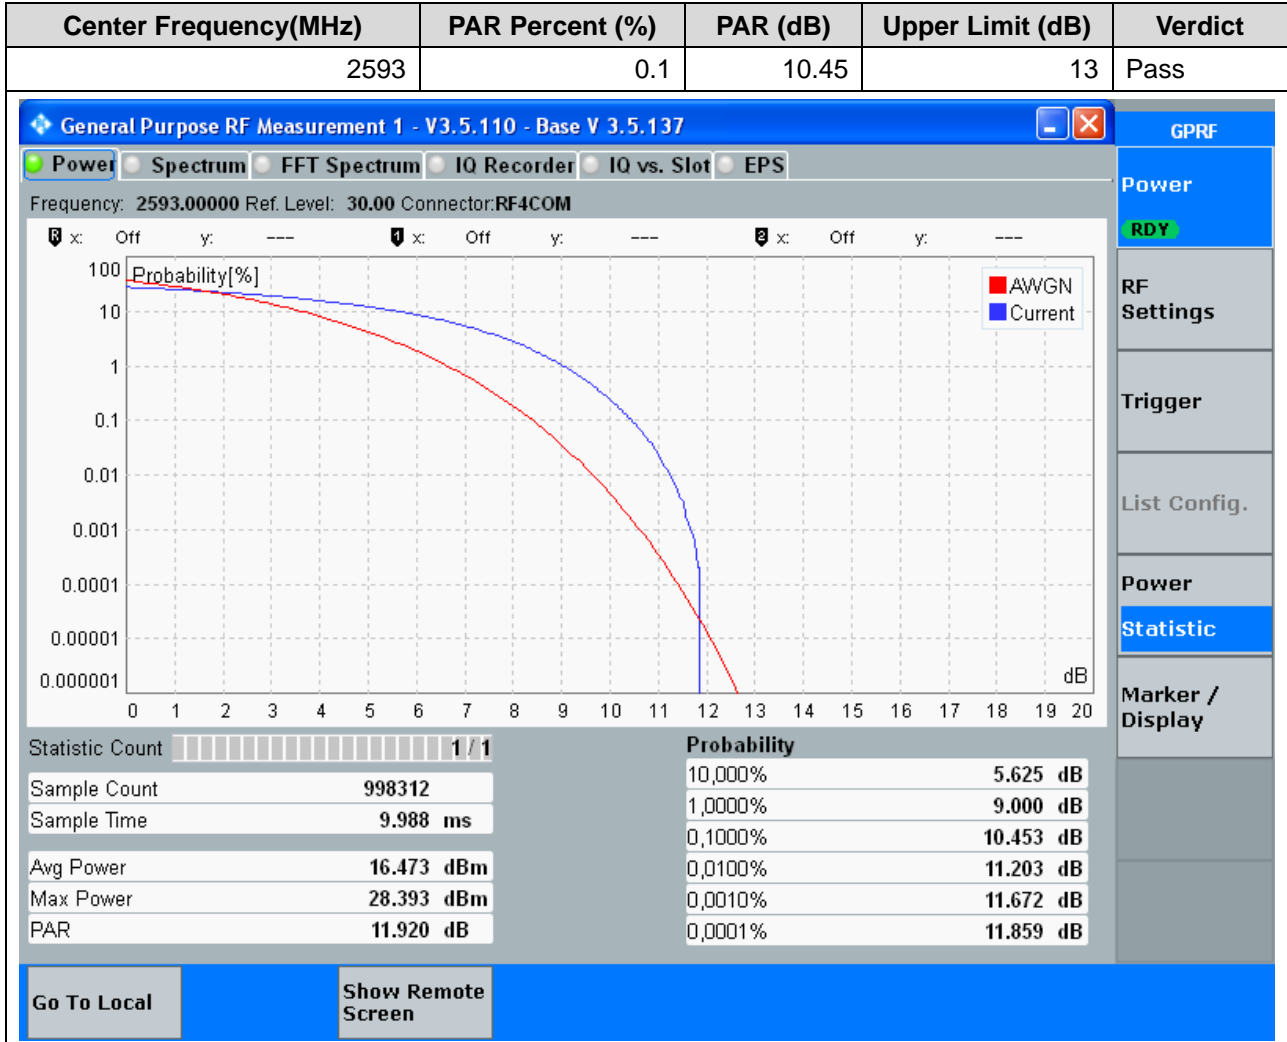 Center Frequency(MHz) PAR Percent (%) PAR (dB) Upper Limit (dB) Verdict
2593 0.1 10.45 13 Pass
General Purpose RF Measurement 1 - V3.5.110 - Base V 3.5.137
GPRF
Power Spectrum FFT Spectrum IQ Recorder IQ vs. Slot EPS
Frequency: 2593.00000 Ref. Level: 30.00 Connector:RF4COM
R x: Off y: --- 1 x: Off y: --- 2 x: Off y: ---
Probability[%]
AWGN
Current
100
10
1
0.1
0.01
0.001
0.0001
0.00001
0.000001
dB
0 1 2 3 4 5 6 7 8 9 10 11 12 13 14 15 16 17 18 19 20
Statistic Count 1 / 1
Sample Count 998312
Sample Time 9.988 ms
Avg Power 16.473 dBm
Max Power 28.393 dBm
PAR 11.920 dB
Probability
10,000% 5.625 dB
1,0000% 9.000 dB
0,1000% 10.453 dB
0,0100% 11.203 dB
0,0010% 11.672 dB
0,0001% 11.859 dB
Power
RDY
RF
Settings
Trigger
List Config.
Power
Statistic
Marker /
Display
Go To Local
Show Remote
Screen